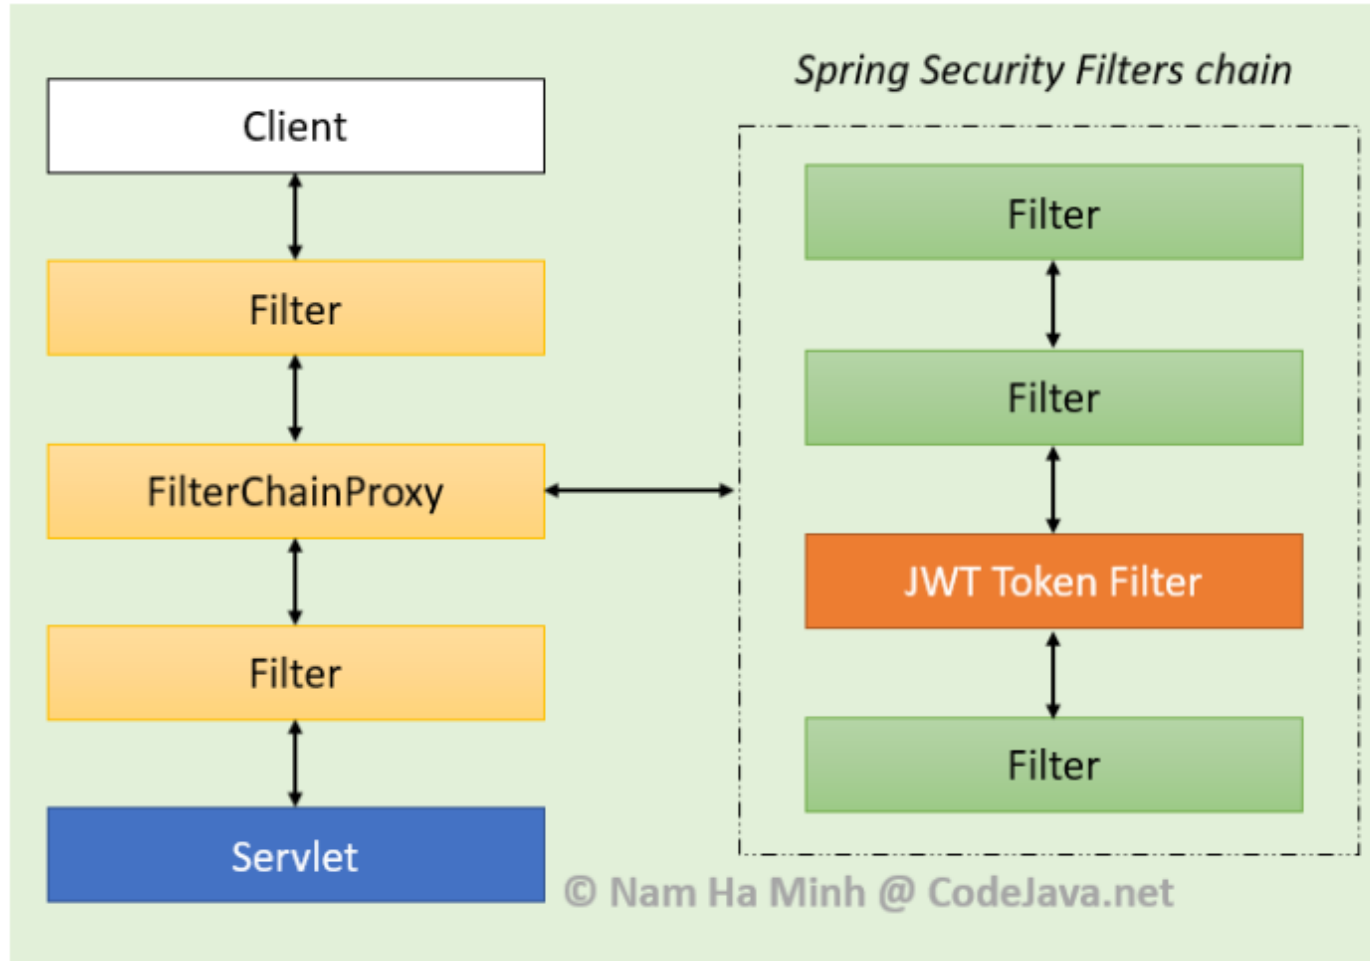 Client
Filter
FilterChainProxy
Filter
Servlet
Spring Security Filters chain
Filter
Filter
JWT Token Filter
Filter
© Nam Ha Minh @ CodeJava.net